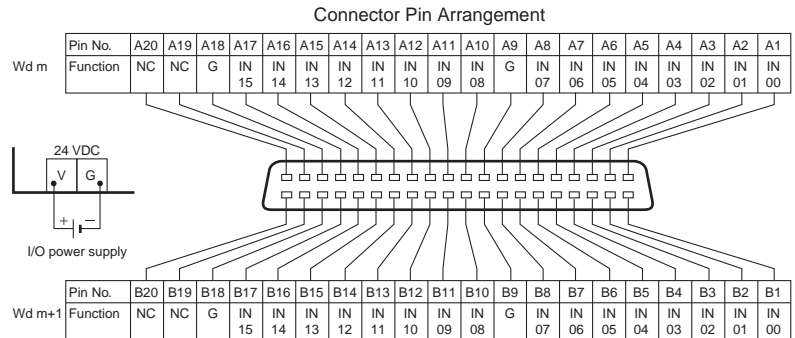 Connector Pin Arrangement
Pin No. A20 A19 A18 A17 A16 A15 A14 A13 A12 A11 A10 A9 A8 A7 A6 A5 A4 A3 A2 A1
Wd m Function NC NC G IN 15 IN 14 IN 13 IN 12 IN 11 IN 10 IN 09 IN 08 G IN 07 IN 06 IN 05 IN 04 IN 03 IN 02 IN 01 IN 00
24 VDC
V G
+ −
I/O power supply
Pin No. B20 B19 B18 B17 B16 B15 B14 B13 B12 B11 B10 B9 B8 B7 B6 B5 B4 B3 B2 B1
Wd m+1 Function NC NC G IN 15 IN 14 IN 13 IN 12 IN 11 IN 10 IN 09 IN 08 G IN 07 IN 06 IN 05 IN 04 IN 03 IN 02 IN 01 IN 00